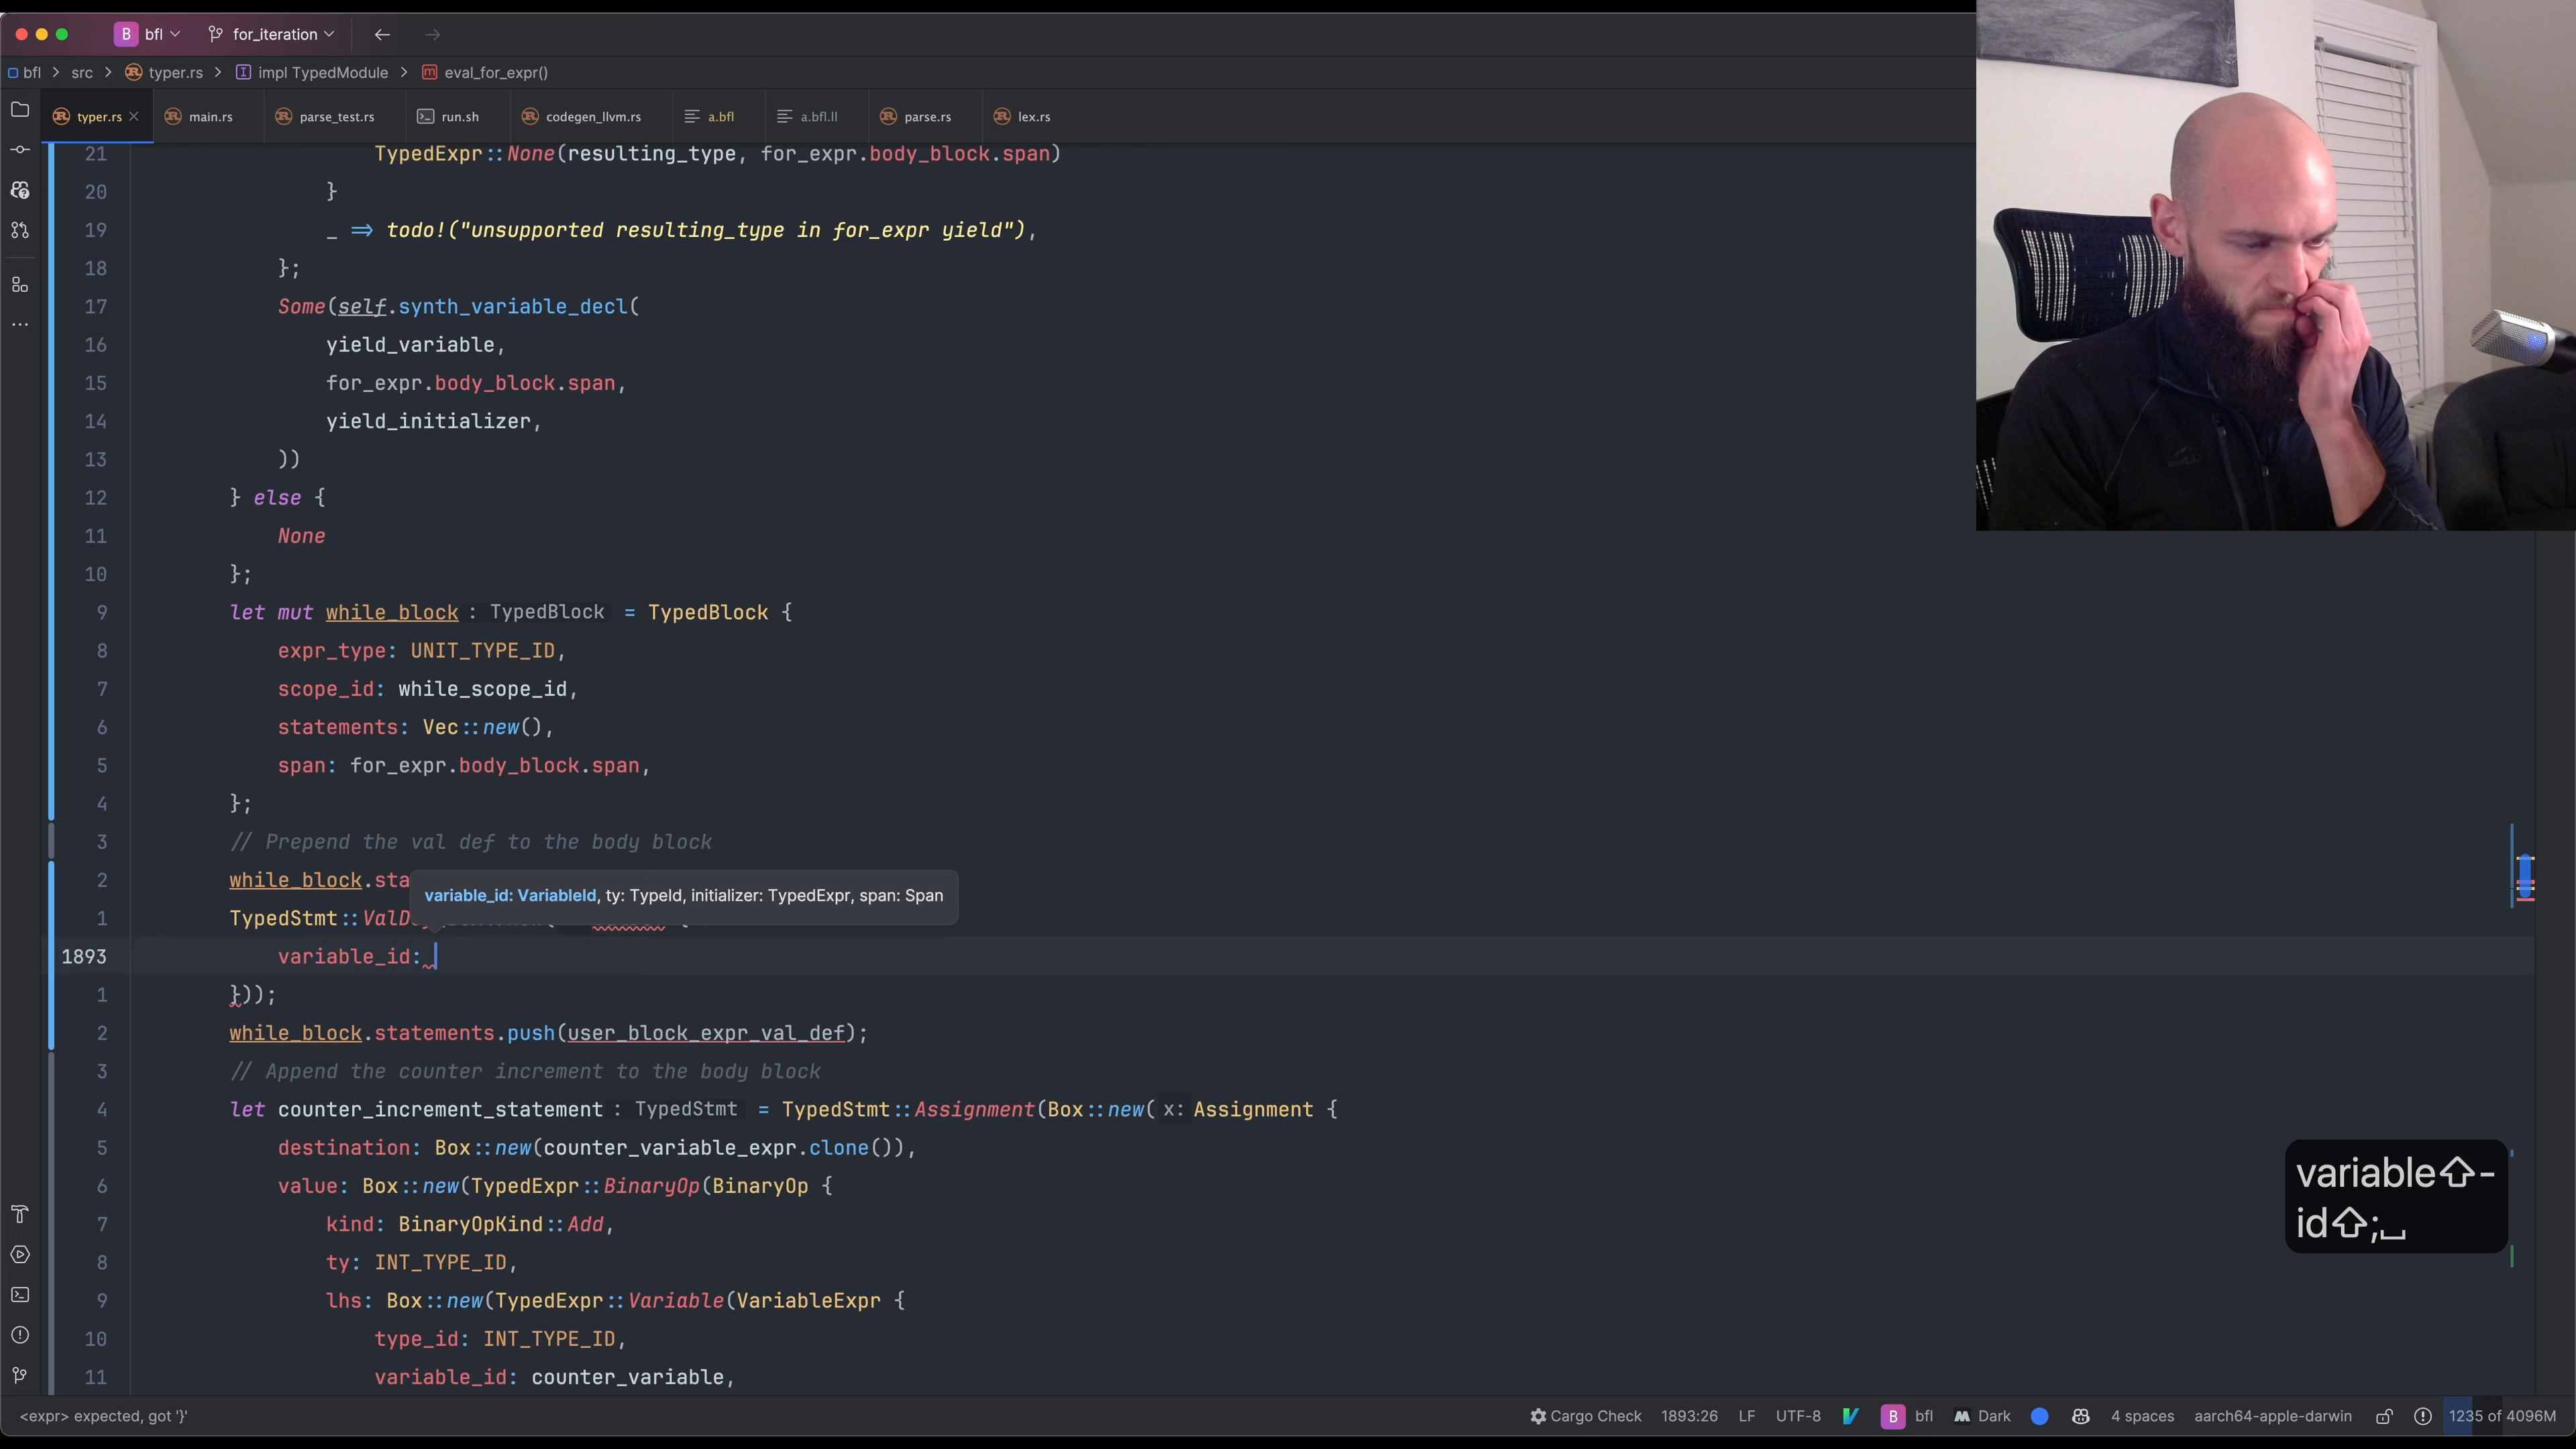 B bfl for_iteration
bfl > src > typer.rs > impl TypedModule > eval_for_expr()
typer.rs main.rs parse_test.rs run.sh codegen_llvm.rs a.bfl a.bfl.ll parse.rs lex.rs
21 TypedExpr::None(resulting_type, for_expr.body_block.span)
20 }
19 _ => todo!("unsupported resulting_type in for_expr yield"),
18 };
17 Some(self.synth_variable_decl(
16 yield_variable,
15 for_expr.body_block.span,
14 yield_initializer,
13 ))
12 } else {
11 None
10 };
9 let mut while_block: TypedBlock = TypedBlock {
8 expr_type: UNIT_TYPE_ID,
7 scope_id: while_scope_id,
6 statements: Vec::new(),
5 span: for_expr.body_block.span,
4 };
3 // Prepend the val def to the body block
2 while_block.sta
variable_id: VariableId, ty: TypeId, initializer: TypedExpr, span: Span
1 TypedStmt::ValD
1893 variable_id:
1 }));
2 while_block.statements.push(user_block_expr_val_def);
3 // Append the counter increment to the body block
4 let counter_increment_statement: TypedStmt = TypedStmt::Assignment(Box::new(x: Assignment {
5 destination: Box::new(counter_variable_expr.clone()),
6 value: Box::new(TypedExpr::BinaryOp(BinaryOp {
7 kind: BinaryOpKind::Add,
8 ty: INT_TYPE_ID,
9 lhs: Box::new(TypedExpr::Variable(VariableExpr {
10 type_id: INT_TYPE_ID,
11 variable_id: counter_variable,
variable⇧-
id⇧;⎵
<expr> expected, got '}' Cargo Check 1893:26 LF UTF-8 B bfl Dark 4 spaces aarch64-apple-darwin 1235 of 4096M